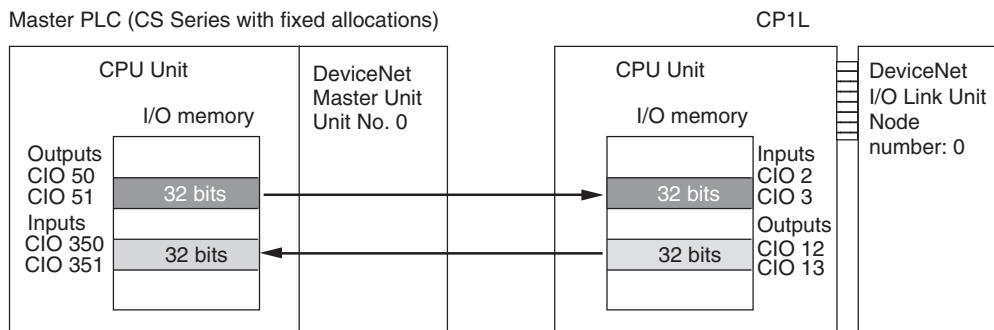 Master PLC (CS Series with fixed allocations)
CP1L
CPU Unit
DeviceNet
Master Unit
Unit No. 0
I/O memory
Outputs
CIO 50
CIO 51
32 bits
Inputs
CIO 350
CIO 351
32 bits
CPU Unit
I/O memory
Inputs
CIO 2
CIO 3
32 bits
Outputs
CIO 12
CIO 13
32 bits
DeviceNet
I/O Link Unit
Node
number: 0